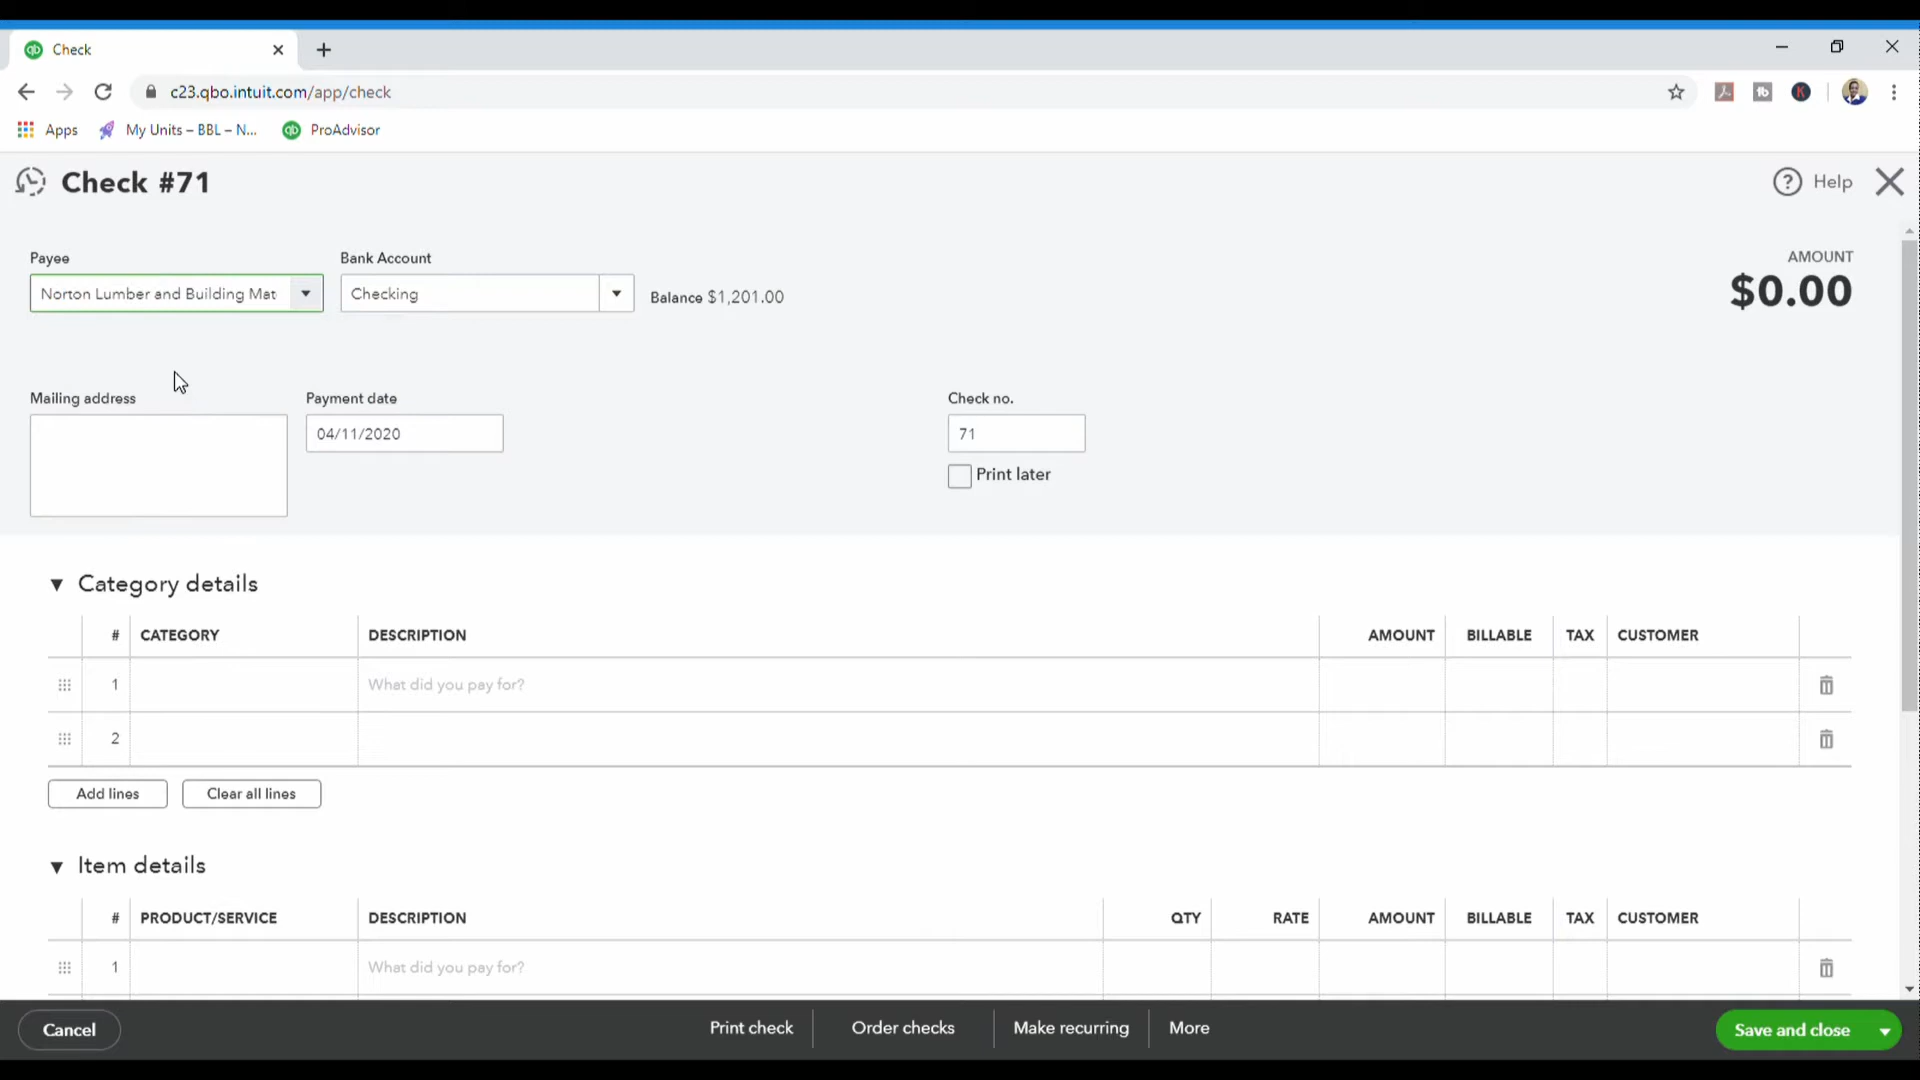 Check
c23.qbo.intuit.com/app/check
Apps My Units – BBL – N... ProAdvisor
Check #71
Help
Payee Bank Account AMOUNT
Norton Lumber and Building Mat Checking Balance $1,201.00 $0.00
Mailing address Payment date Check no.
04/11/2020 71
Print later
Category details
# CATEGORY DESCRIPTION AMOUNT BILLABLE TAX CUSTOMER
1 What did you pay for?
2
Add lines Clear all lines
Item details
# PRODUCT/SERVICE DESCRIPTION QTY RATE AMOUNT BILLABLE TAX CUSTOMER
1 What did you pay for?
Cancel Print check Order checks Make recurring More Save and close